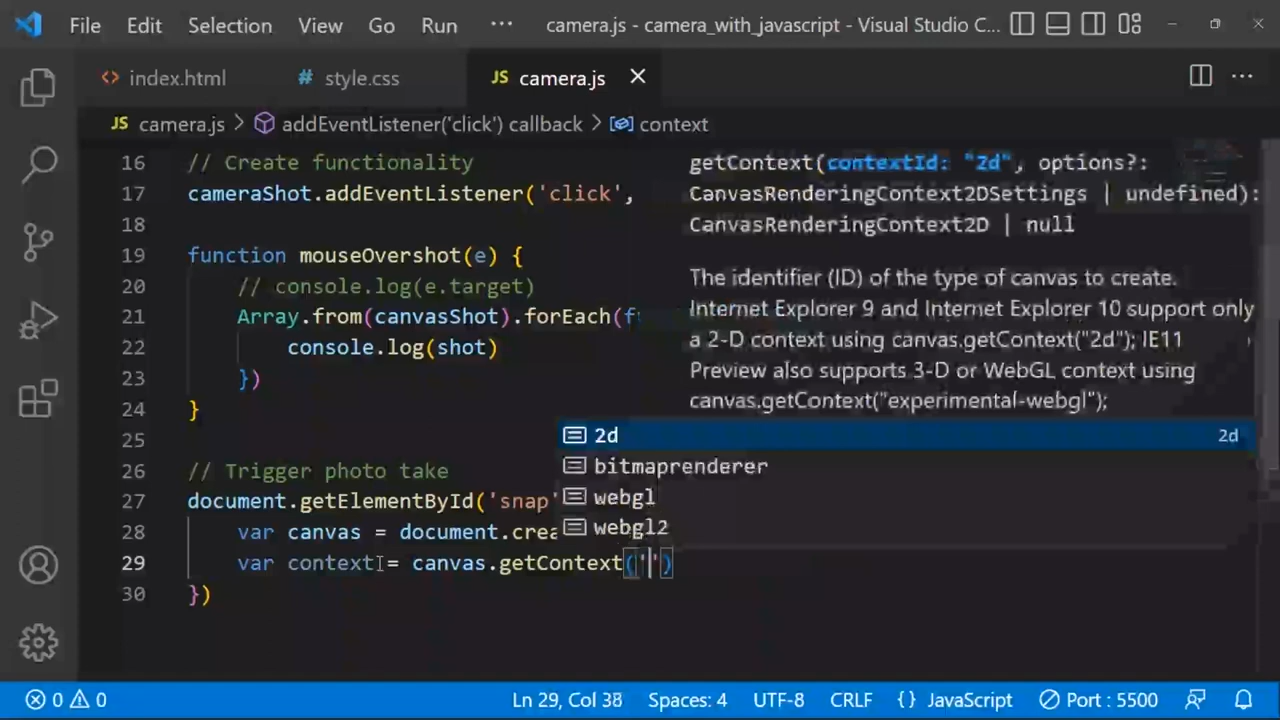 File Edit Selection View Go Run ··· camera.js - camera_with_javascript - Visual Studio C...
index.html style.css JS camera.js
JS camera.js > addEventListener('click') callback > context
16 // Create functionality
17 cameraShot.addEventListener('click',
18
19 function mouseOvershot(e) {
20 // console.log(e.target)
21 Array.from(canvasShot).forEach(f
22 console.log(shot)
23 })
24 }
25
26 // Trigger photo take
27 document.getElementById('snap'
28 var canvas = document.crea
29 var context = canvas.getContext('')
30 })
getContext(contextId: "2d", options?:
CanvasRenderingContext2DSettings | undefined):
CanvasRenderingContext2D | null
The identifier (ID) of the type of canvas to create.
Internet Explorer 9 and Internet Explorer 10 support only
a 2-D context using canvas.getContext("2d"); IE11
Preview also supports 3-D or WebGL context using
canvas.getContext("experimental-webgl");
2d 2d
bitmaprenderer
webgl
webgl2
0 0 Ln 29, Col 38 Spaces: 4 UTF-8 CRLF {} JavaScript Port : 5500